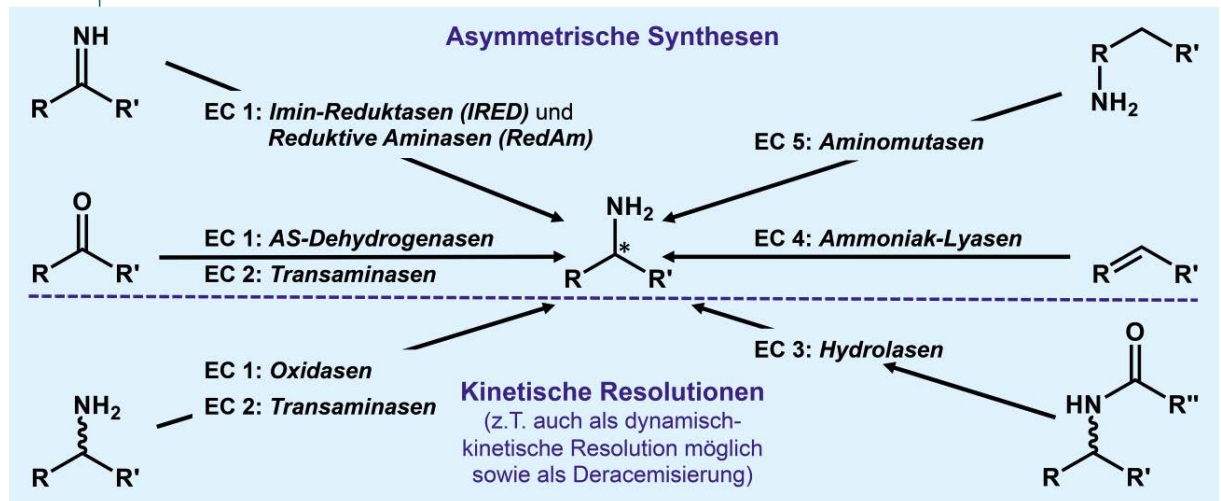 Asymmetrische Synthesen
NH
R R'
EC 1: Imin-Reduktasen (IRED) und
Reduktive Aminasen (RedAm)
R R'
NH2
EC 5: Aminomutasen
O
R R'
EC 1: AS-Dehydrogenasen
EC 2: Transaminasen
NH2
*
R R'
EC 4: Ammoniak-Lyasen
R R'
NH2
R R'
EC 1: Oxidasen
EC 2: Transaminasen
Kinetische Resolutionen
(z.T. auch als dynamisch-
kinetische Resolution möglich
sowie als Deracemisierung)
EC 3: Hydrolasen
O
HN R''
R R'